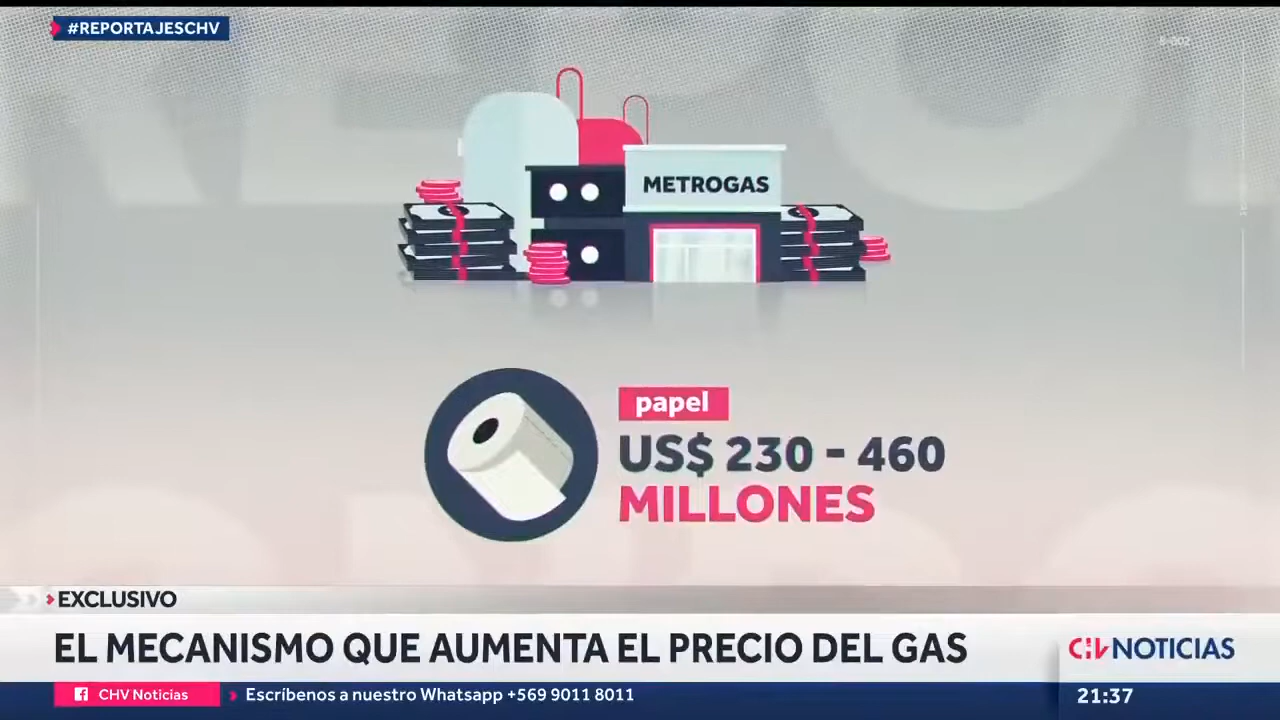 #REPORTAJESCHV
METROGAS
papel
US$ 230 - 460
MILLONES
EXCLUSIVO
EL MECANISMO QUE AUMENTA EL PRECIO DEL GAS
CHV NOTICIAS
CHV Noticias
Escríbenos a nuestro Whatsapp +569 9011 8011
21:37